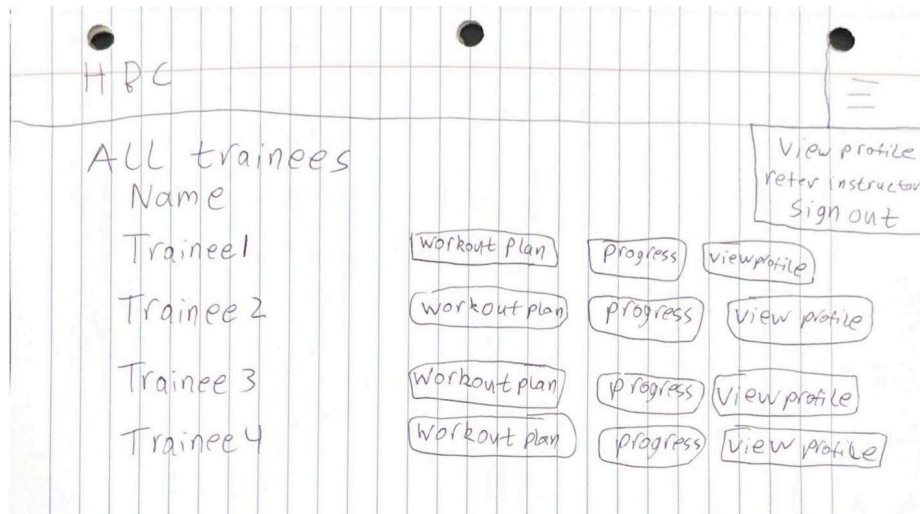 HBC
ALL trainees
View profile
refer instructor
Sign out
Name
Trainee1 workout plan progress view profile
Trainee 2 workout plan progress view profile
Trainee 3 workout plan progress view profile
Trainee 4 workout plan progress view profile